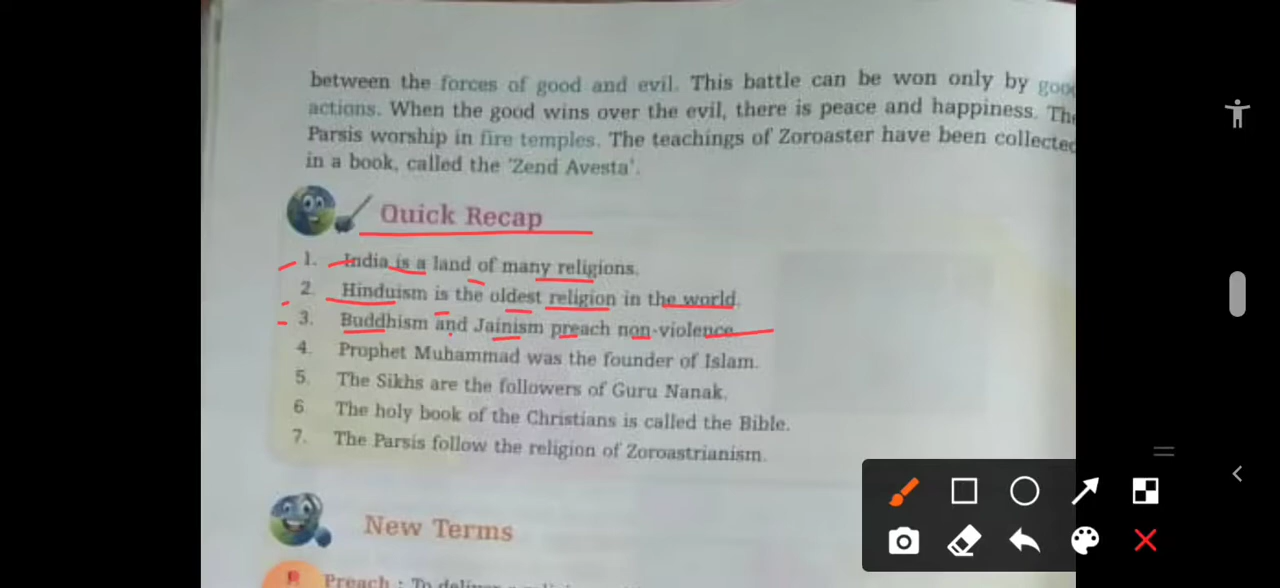 between the forces of good and evil. This battle can be won only by good
actions. When the good wins over the evil, there is peace and happiness. The
Parsis worship in fire temples. The teachings of Zoroaster have been collected
in a book, called the 'Zend Avesta'.
Quick Recap
1. India is a land of many religions.
2. Hinduism is the oldest religion in the world.
3. Buddhism and Jainism preach non-violence
4. Prophet Muhammad was the founder of Islam.
5. The Sikhs are the followers of Guru Nanak.
6 The holy book of the Christians is called the Bible.
7. The Parsis follow the religion of Zoroastrianism.
New Terms
Preach : To deliver a